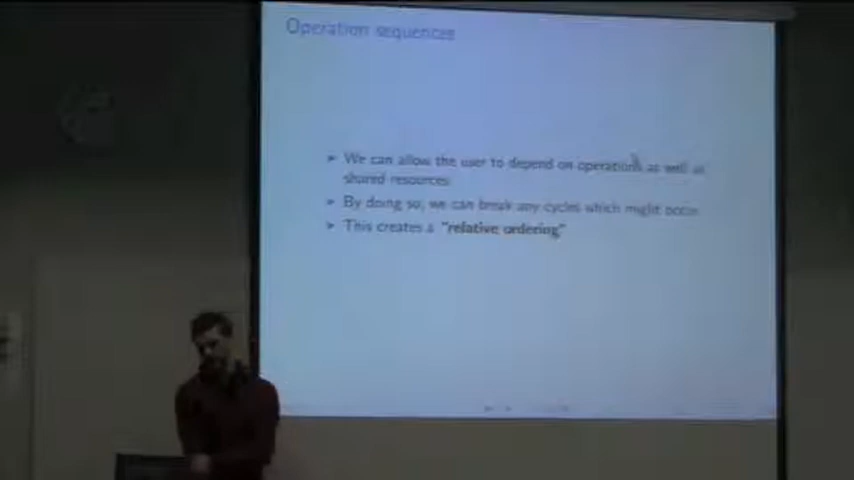 Operation sequences
We can allow the user to depend on operations as well as
shared resources.
By doing so, we can break any cycles which might occur.
This creates a "relative ordering"